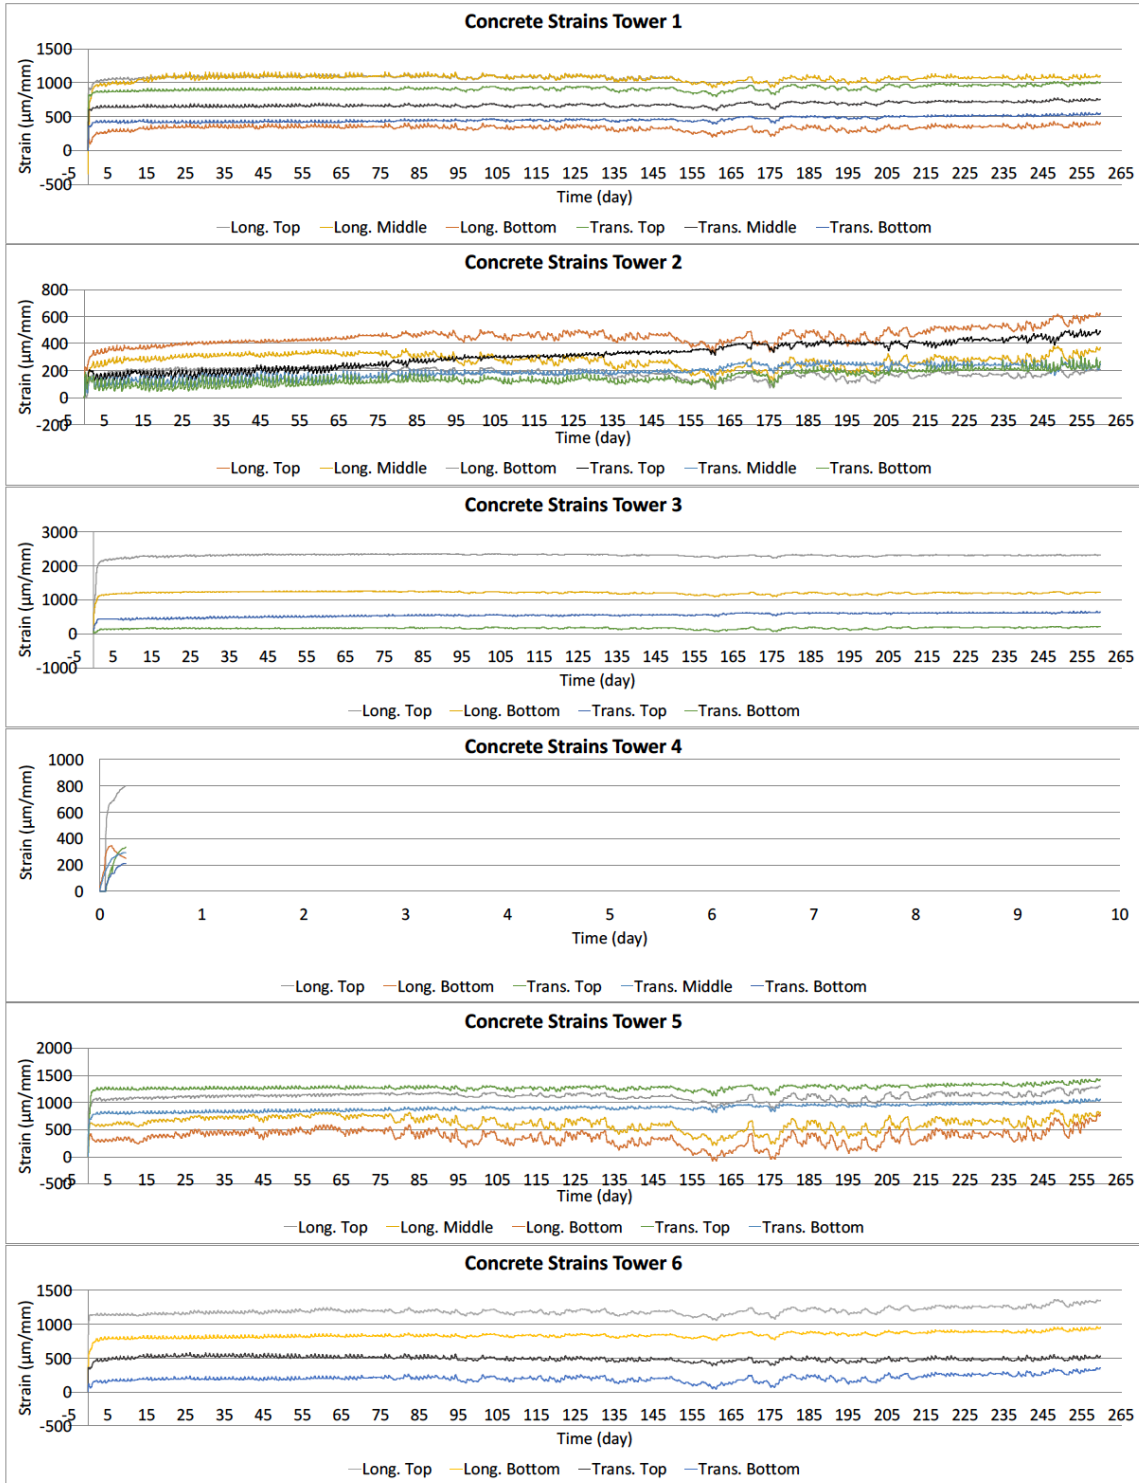 Concrete Strains Tower 1
1500
1000
500
0
-500
Strain (μm/mm)
-5 5 15 25 35 45 55 65 75 85 95 105 115 125 135 145 155 165 175 185 195 205 215 225 235 245 255 265
Time (day)
Long. Top Long. Middle Long. Bottom Trans. Top Trans. Middle Trans. Bottom
Concrete Strains Tower 2
800
600
400
200
0
-200
Strain (μm/mm)
-5 5 15 25 35 45 55 65 75 85 95 105 115 125 135 145 155 165 175 185 195 205 215 225 235 245 255 265
Time (day)
Long. Top Long. Middle Long. Bottom Trans. Top Trans. Middle Trans. Bottom
Concrete Strains Tower 3
3000
2000
1000
0
-1000
Strain (μm/mm)
-5 5 15 25 35 45 55 65 75 85 95 105 115 125 135 145 155 165 175 185 195 205 215 225 235 245 255 265
Time (day)
Long. Top Long. Bottom Trans. Top Trans. Bottom
Concrete Strains Tower 4
1000
800
600
400
200
0
Strain (μm/mm)
0 1 2 3 4 5 6 7 8 9 10
Time (day)
Long. Top Long. Bottom Trans. Top Trans. Middle Trans. Bottom
Concrete Strains Tower 5
2000
1500
1000
500
0
-500
Strain (μm/mm)
-5 5 15 25 35 45 55 65 75 85 95 105 115 125 135 145 155 165 175 185 195 205 215 225 235 245 255 265
Time (day)
Long. Top Long. Middle Long. Bottom Trans. Top Trans. Bottom
Concrete Strains Tower 6
1500
1000
500
0
-500
Strain (μm/mm)
-5 5 15 25 35 45 55 65 75 85 95 105 115 125 135 145 155 165 175 185 195 205 215 225 235 245 255 265
Time (day)
Long. Top Long. Bottom Trans. Top Trans. Bottom